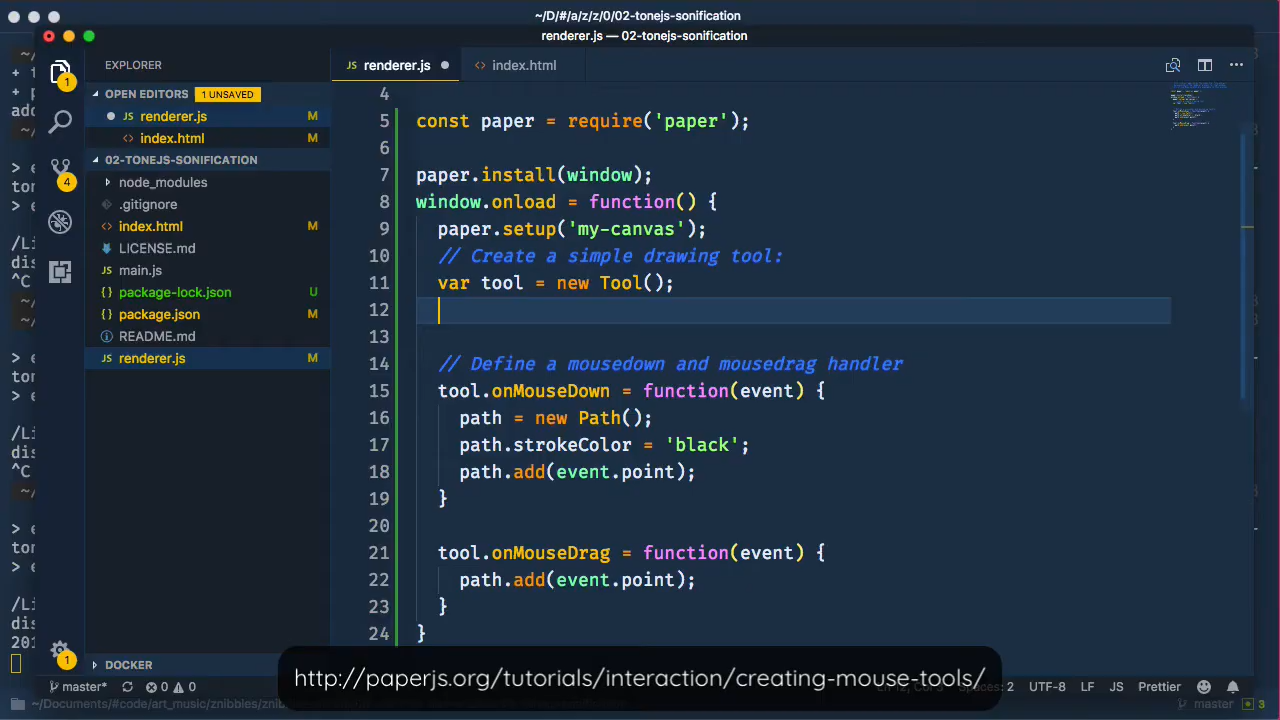 ~/D/#/a/z/z/0/02-tonejs-sonification
renderer.js — 02-tonejs-sonification
EXPLORER
OPEN EDITORS 1 UNSAVED
JS renderer.js M
<> index.html M
02-TONEJS-SONIFICATION
node_modules
.gitignore
<> index.html M
LICENSE.md
JS main.js
{} package-lock.json U
{} package.json M
README.md
JS renderer.js M
DOCKER
JS renderer.js
<> index.html
4
5 const paper = require('paper');
6
7 paper.install(window);
8 window.onload = function() {
9 paper.setup('my-canvas');
10 // Create a simple drawing tool:
11 var tool = new Tool();
12
13
14 // Define a mousedown and mousedrag handler
15 tool.onMouseDown = function(event) {
16 path = new Path();
17 path.strokeColor = 'black';
18 path.add(event.point);
19 }
20
21 tool.onMouseDrag = function(event) {
22 path.add(event.point);
23 }
24 }
http://paperjs.org/tutorials/interaction/creating-mouse-tools/
master* 0 0 Spaces: 2 UTF-8 LF JS Prettier
~/Documents/#code/art_music/znibbles/ master 3